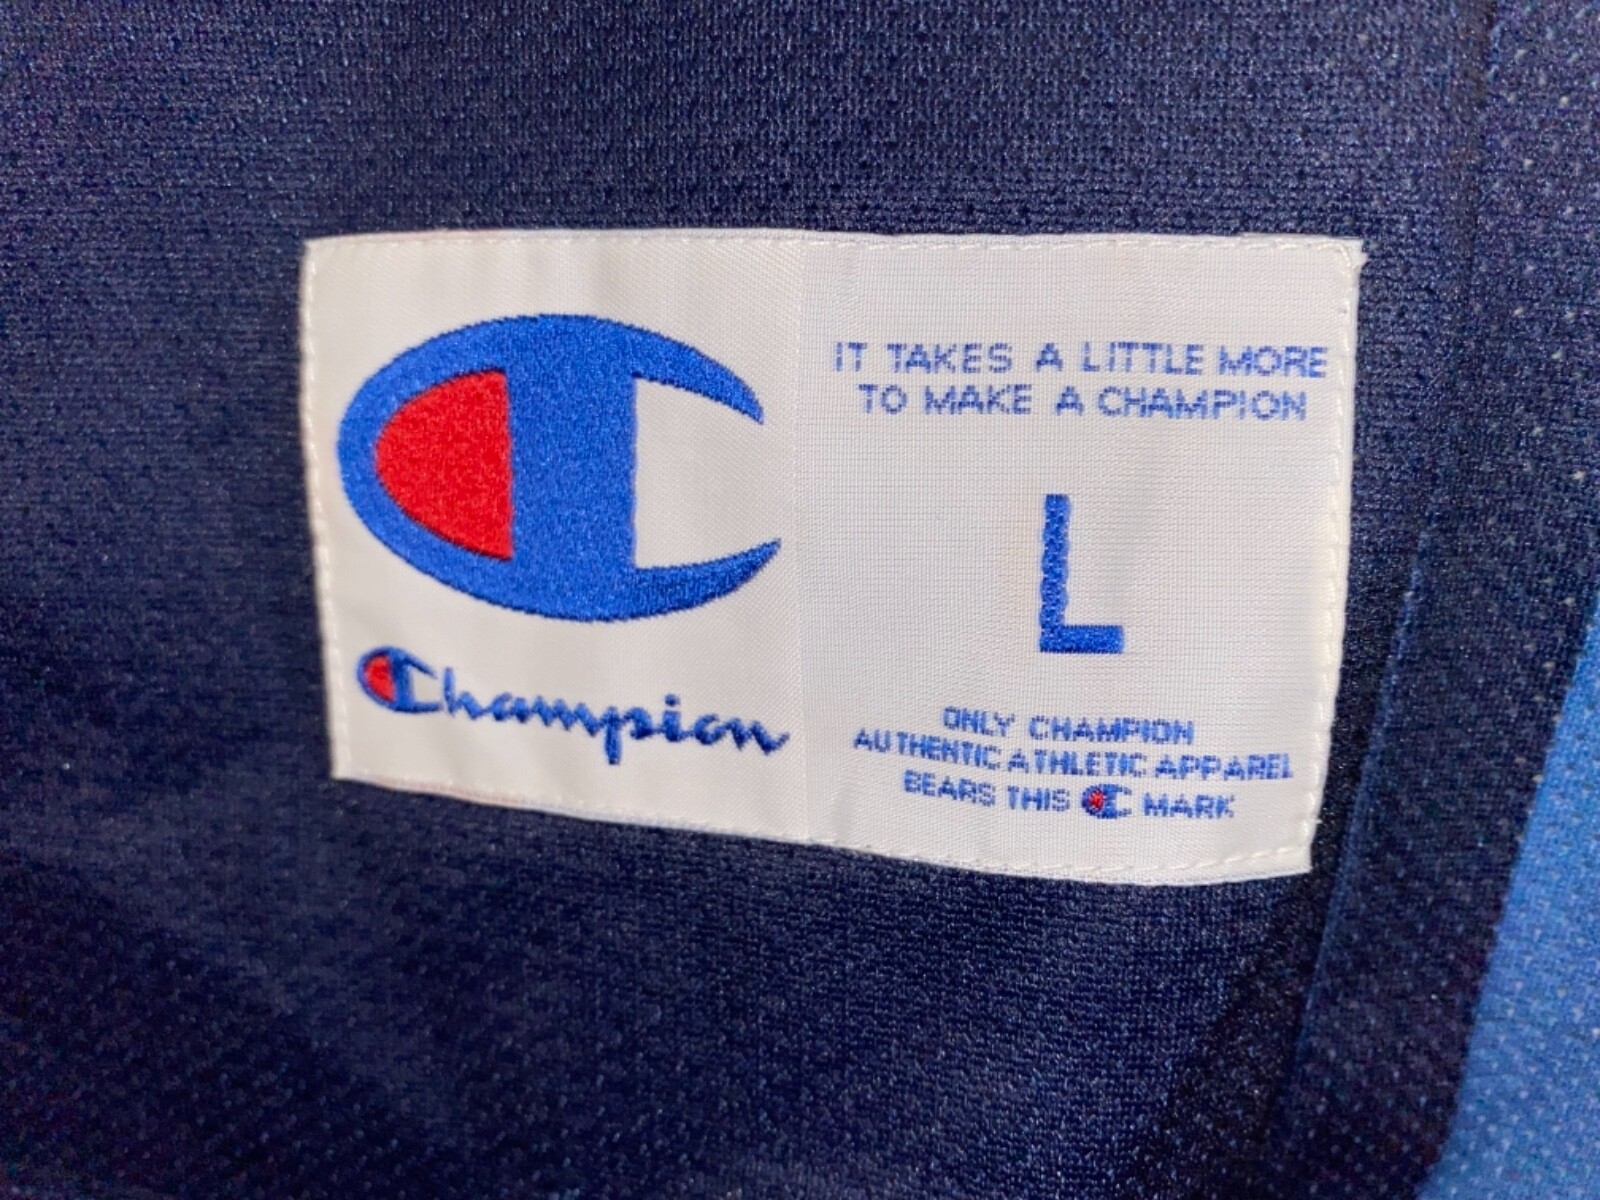 Champion
IT TAKES A LITTLE MORE
TO MAKE A CHAMPION
L
ONLY CHAMPION
AUTHENTIC ATHLETIC APPAREL
BEARS THIS C MARK